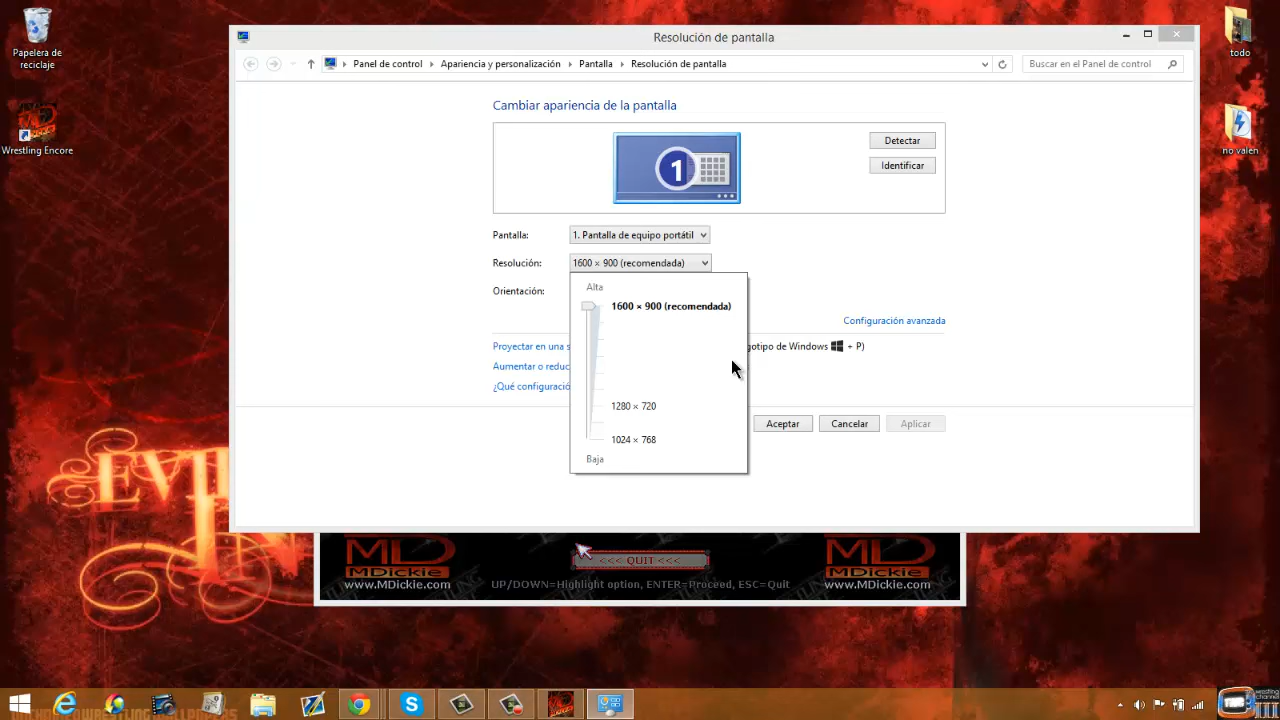 Papelera de
reciclaje
Wrestling Encore
todo
no valen
Resolución de pantalla
Panel de control
Apariencia y personalización
Pantalla
Resolución de pantalla
Buscar en el Panel de control
Cambiar apariencia de la pantalla
1
Detectar
Identificar
Pantalla:
1. Pantalla de equipo portátil
Resolución:
1600 × 900 (recomendada)
Orientación:
Alta
1600 × 900 (recomendada)
1280 × 720
1024 × 768
Baja
Configuración avanzada
Proyectar en una s
gotipo de Windows
+ P)
Aumentar o reduc
¿Qué configuració
Aceptar
Cancelar
Aplicar
MD
MDickie
www.MDickie.com
<<< QUIT <<<
UP/DOWN=Highlight option, ENTER=Proceed, ESC=Quit
MD
MDickie
www.MDickie.com